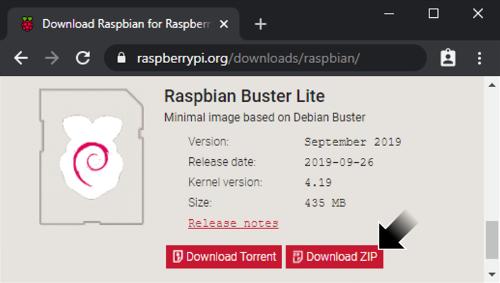 Download Raspbian for Raspberr
raspberrypi.org/downloads/raspbian/
Raspbian Buster Lite
Minimal image based on Debian Buster
Version: September 2019
Release date: 2019-09-26
Kernel version: 4.19
Size: 435 MB
Release notes
Download Torrent Download ZIP